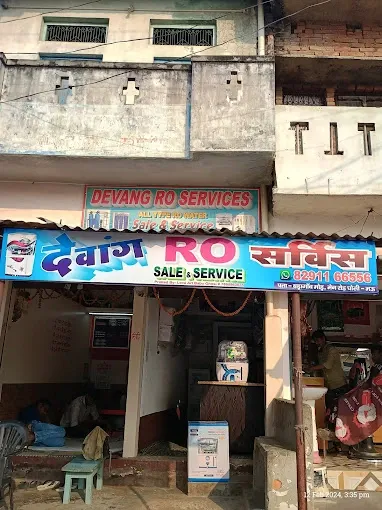 DEVANG RO SERVICES
ALL TYPE RO WATER
Sale & Service
देवांग RO सर्विस
SALE & SERVICE
82911 66556
12 Feb 2024, 3:35 pm